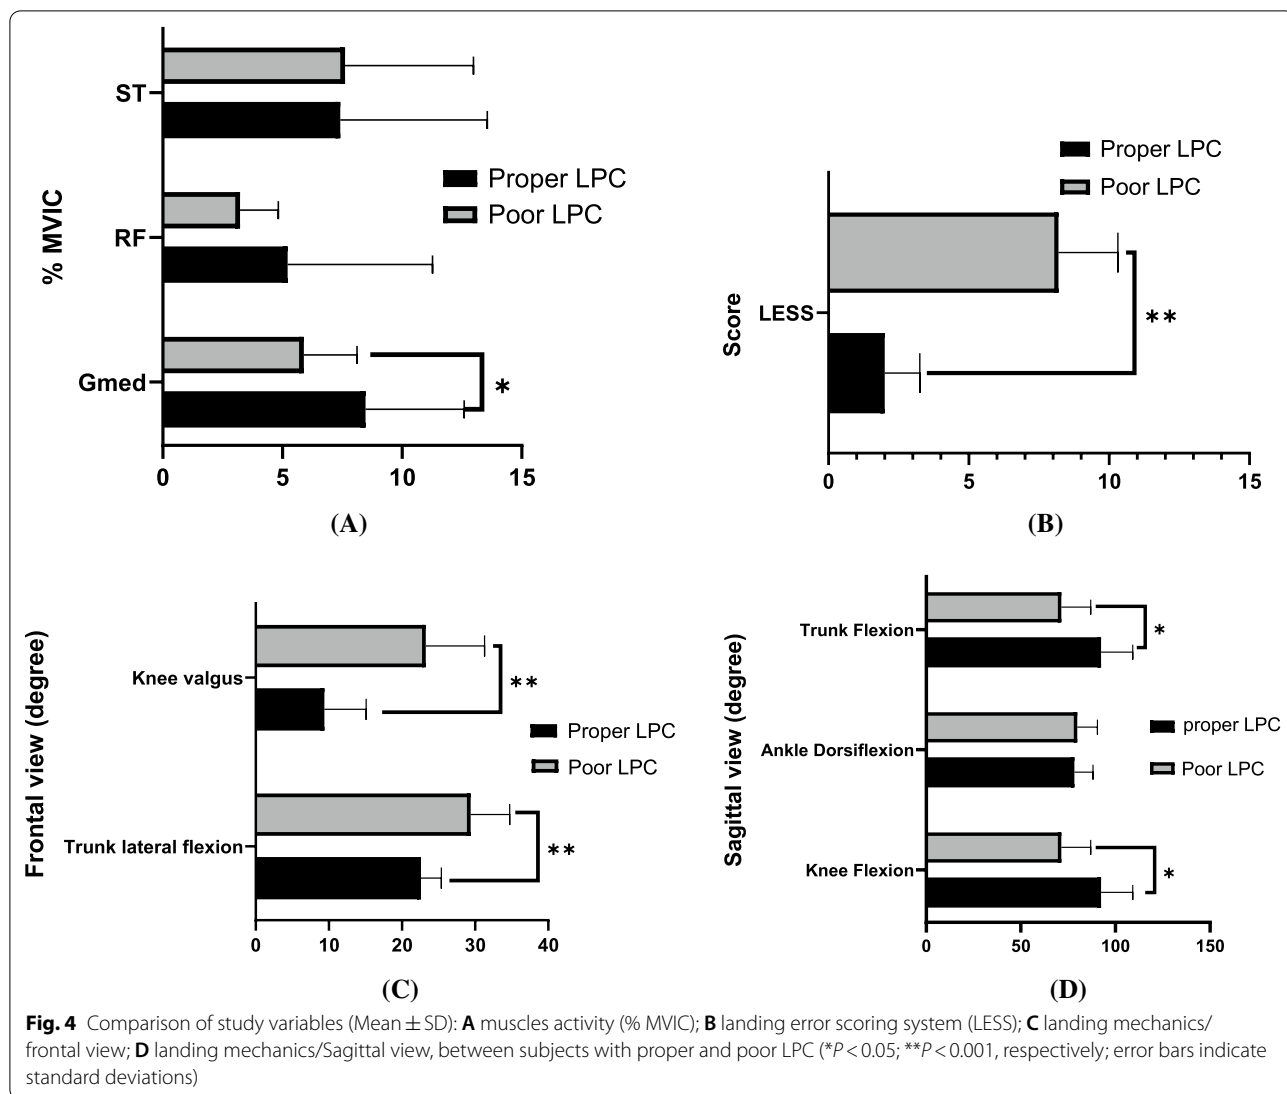 ST
RF
Gmed
% MVIC
Proper LPC
Poor LPC
*
0 5 10 15
(A)
Proper LPC
Poor LPC
Score
LESS
**
0 5 10 15
(B)
Frontal view (degree)
Knee valgus
**
Proper LPC
Poor LPC
Trunk lateral flexion
**
0 10 20 30 40
(C)
Sagittal view (degree)
Trunk Flexion
*
Ankle Dorsiflexion
proper LPC
Poor LPC
Knee Flexion
*
0 50 100 150
(D)
Fig. 4 Comparison of study variables (Mean ± SD): A muscles activity (% MVIC); B landing error scoring system (LESS); C landing mechanics/
frontal view; D landing mechanics/Sagittal view, between subjects with proper and poor LPC (*P < 0.05; **P < 0.001, respectively; error bars indicate
standard deviations)